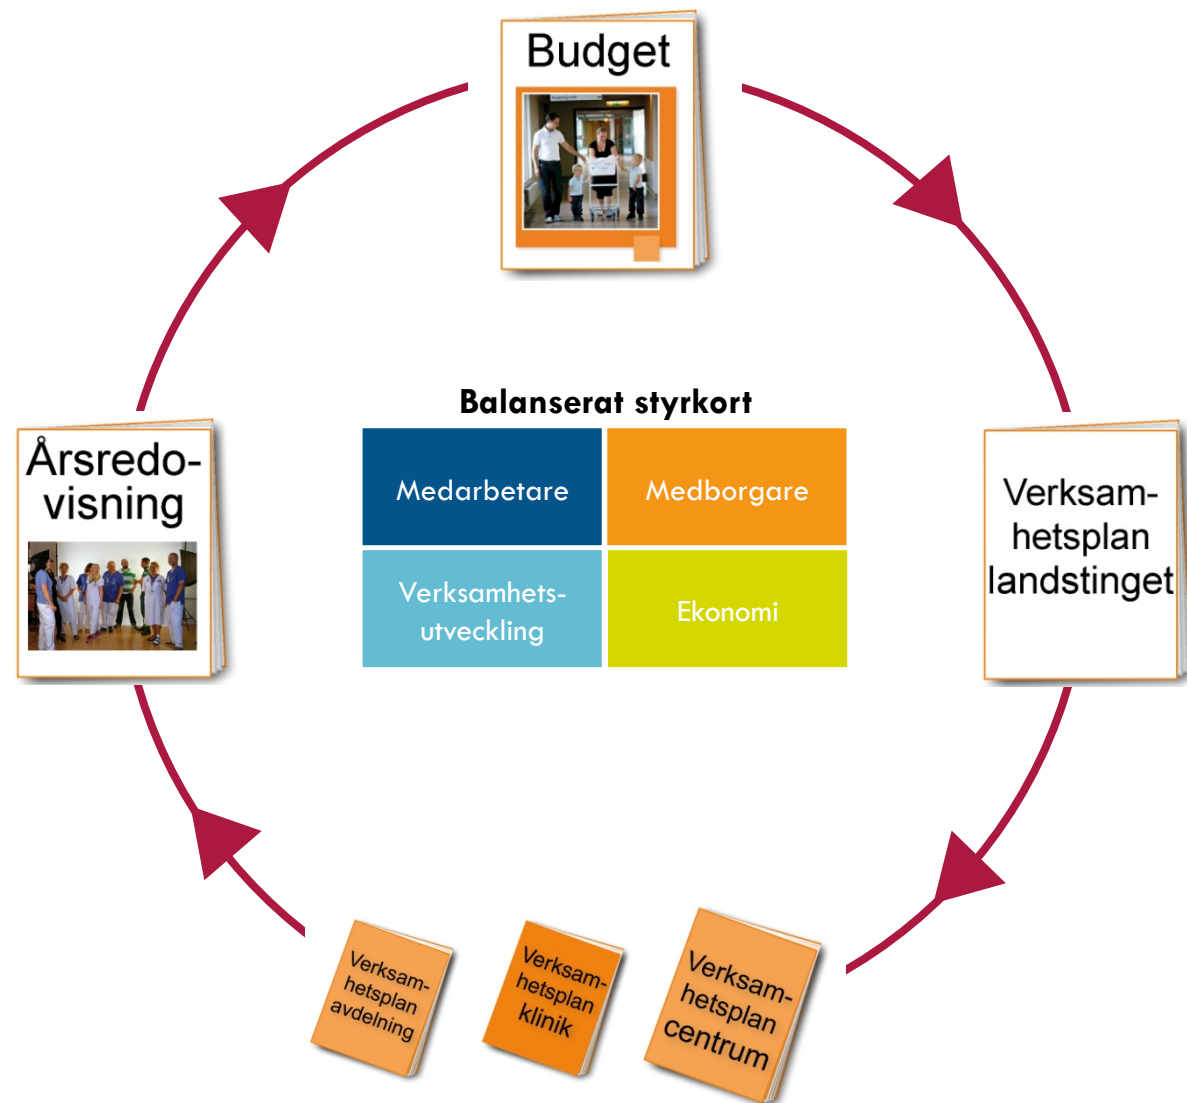 Budget
Balanserat styrkort
Medarbetare
Medborgare
Verksamhets-
utveckling
Ekonomi
Årsredo-
visning
Verksam-
hetsplan
landstinget
Verksam-
hetsplan
avdelning
Verksam-
hetsplan
klinik
Verksam-
hetsplan
centrum